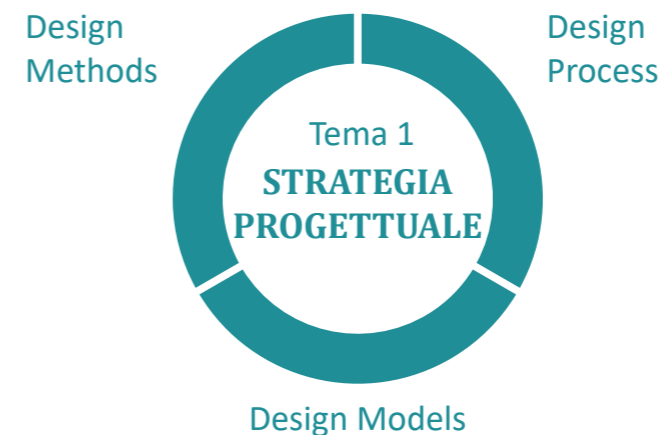 Design
Methods
Design
Process
Tema 1
STRATEGIA
PROGETTUALE
Design Models